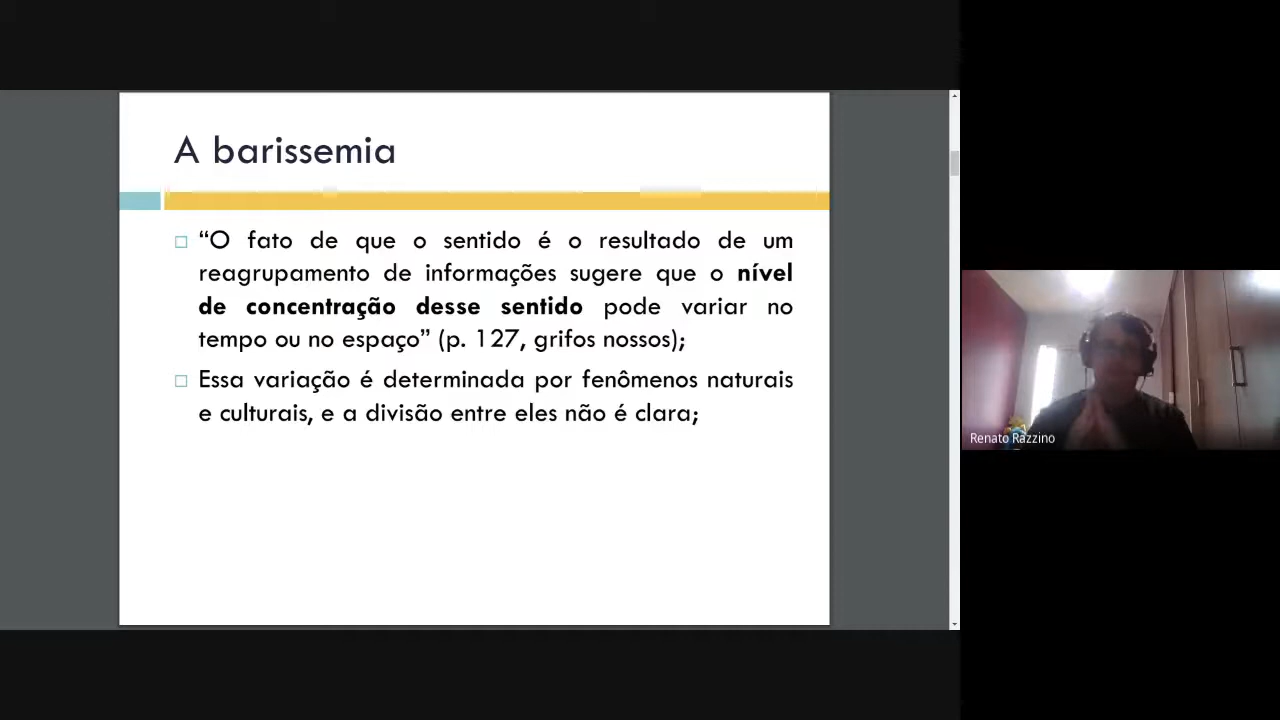 A barissemia
“O fato de que o sentido é o resultado de um
reagrupamento de informações sugere que o nível
de concentração desse sentido pode variar no
tempo ou no espaço” (p. 127, grifos nossos);
Essa variação é determinada por fenômenos naturais
e culturais, e a divisão entre eles não é clara;
Renato Razzino